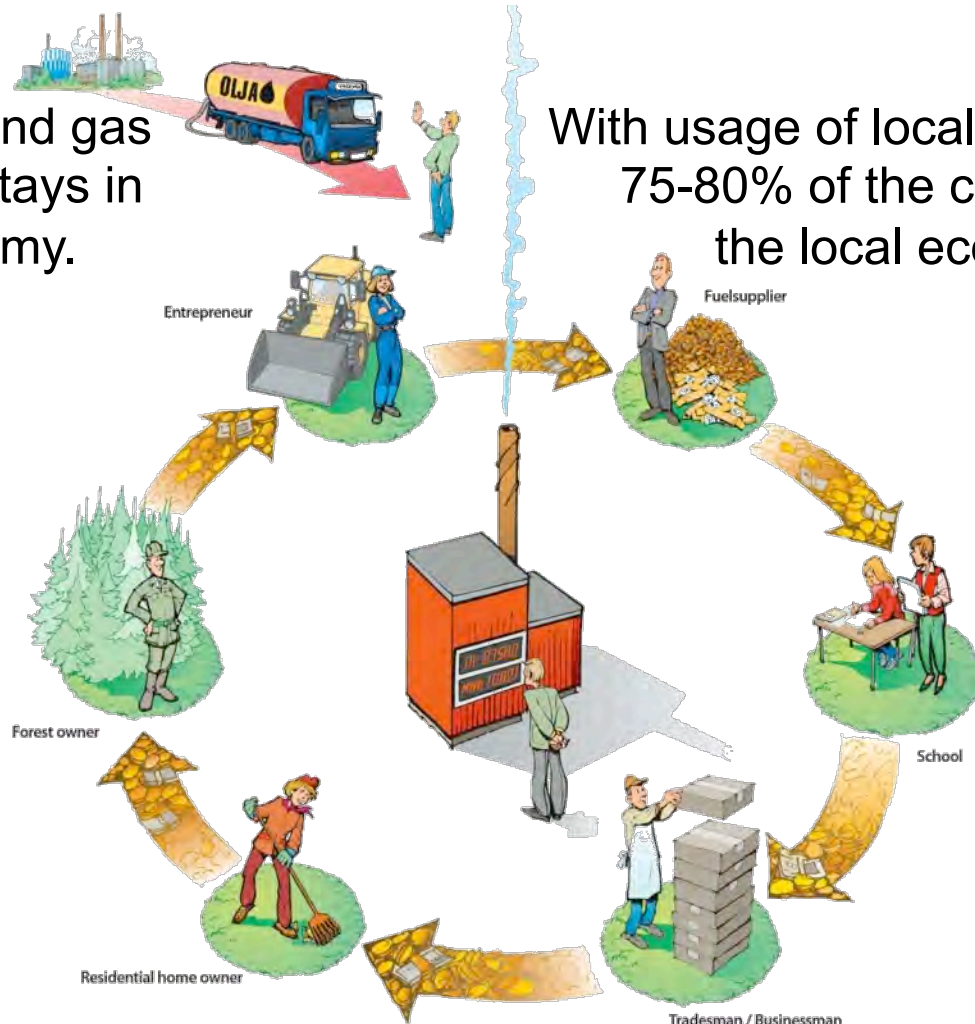 OLJA
nd gas
tays in
my.
With usage of local
75-80% of the c
the local eco
Entrepreneur
Fuelsupplier
Forest owner
School
Residential home owner
Tradesman / Businessman